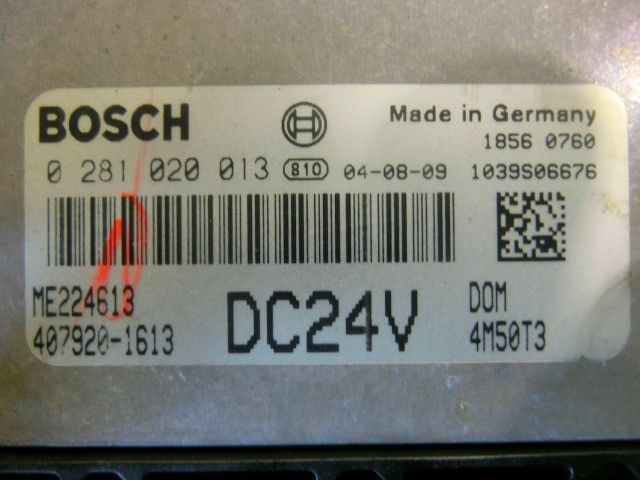 BOSCH
Made in Germany
1856 0760
0 281 020 013 810 04-08-09 1039S06676
ME224613
407920-1613
DC24V
DOM
4M50T3